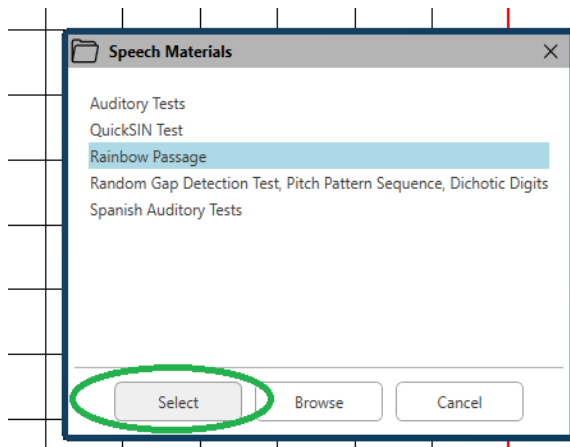 Speech Materials
Auditory Tests
QuickSIN Test
Rainbow Passage
Random Gap Detection Test, Pitch Pattern Sequence, Dichotic Digits
Spanish Auditory Tests
Select Browse Cancel